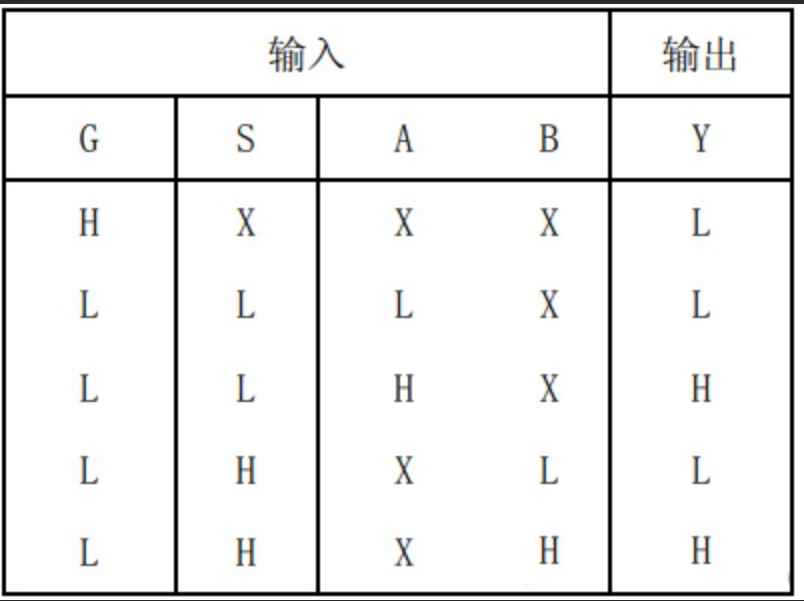 输入 输出
G S A B Y
H X X X L
L L L X L
L L H X H
L H X L L
L H X H H